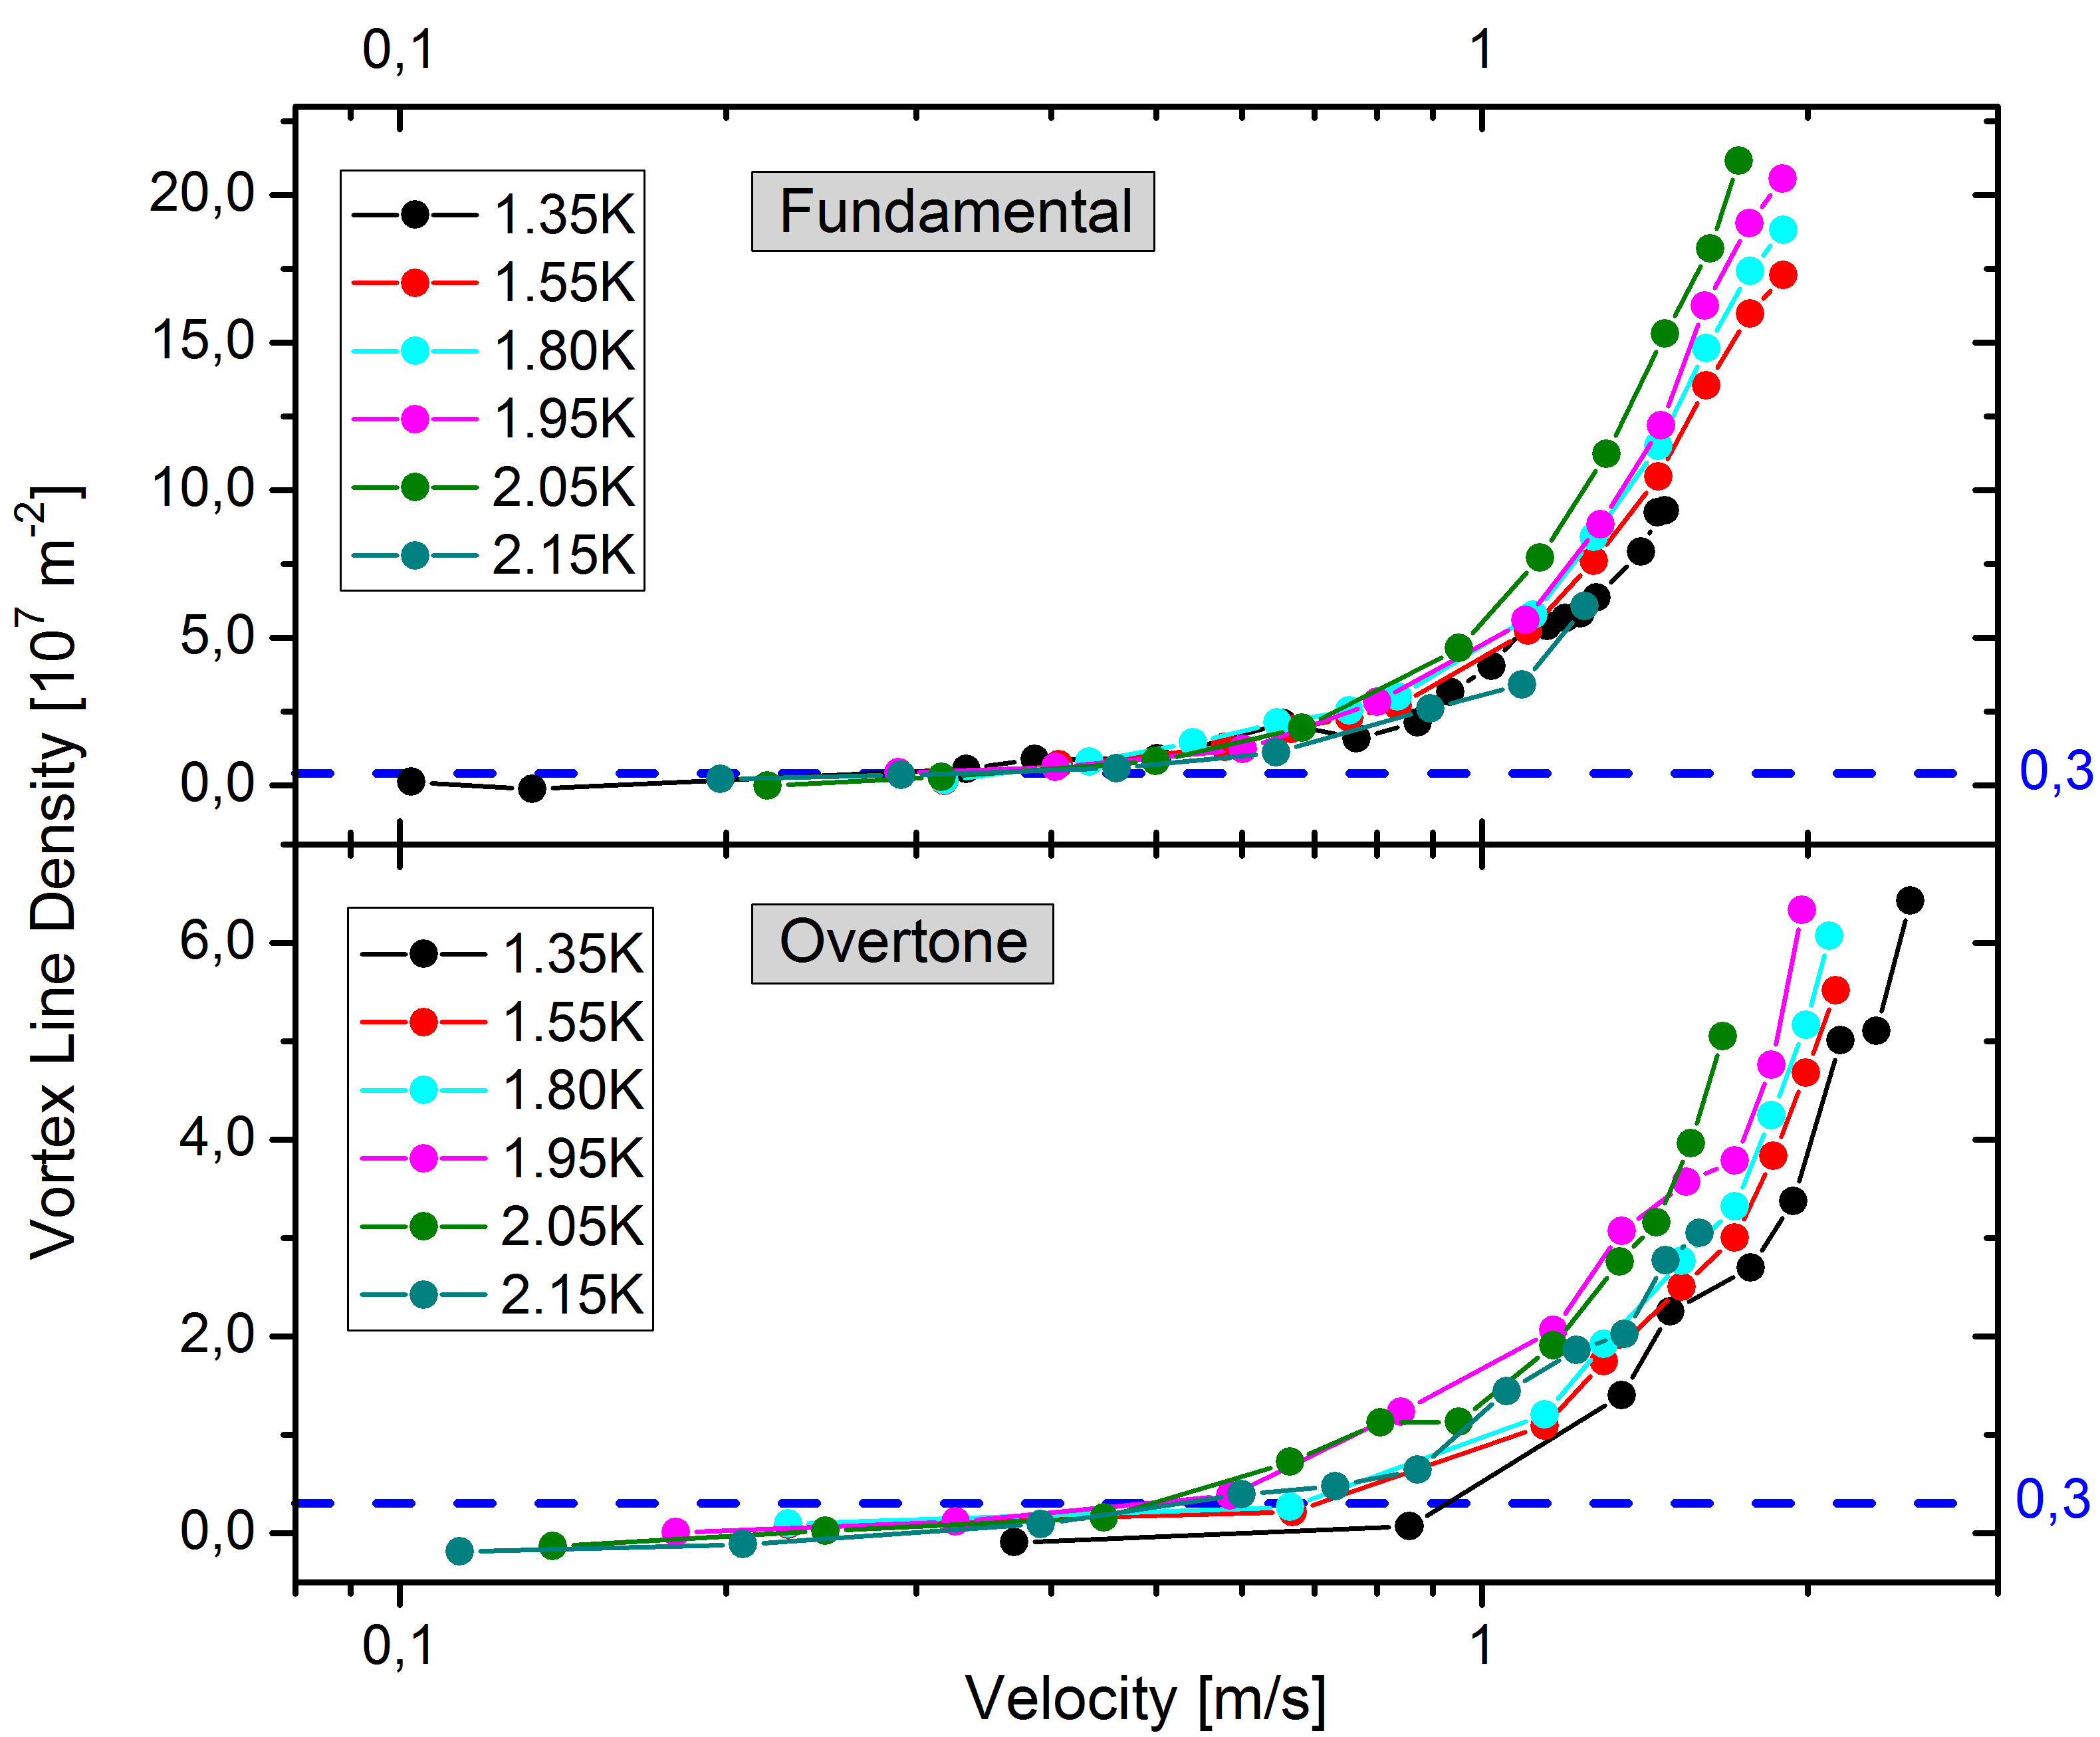 0,1 1
Vortex Line Density [10⁷ m⁻²]
20,0
15,0
10,0
5,0
0,0
1.35K
1.55K
1.80K
1.95K
2.05K
2.15K
Fundamental
0,3
6,0
4,0
2,0
0,0
1.35K
1.55K
1.80K
1.95K
2.05K
2.15K
Overtone
0,3
0,1 1
Velocity [m/s]